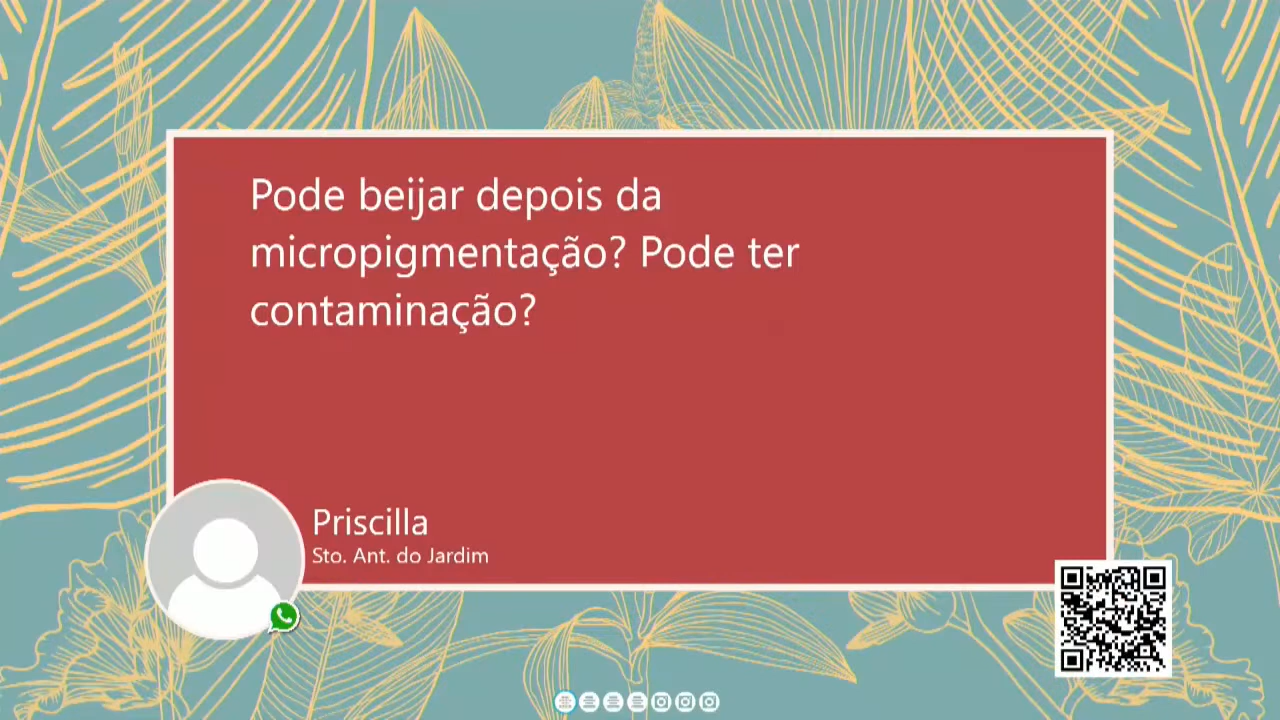 Pode beijar depois da
micropigmentação? Pode ter
contaminação?
Priscilla
Sto. Ant. do Jardim